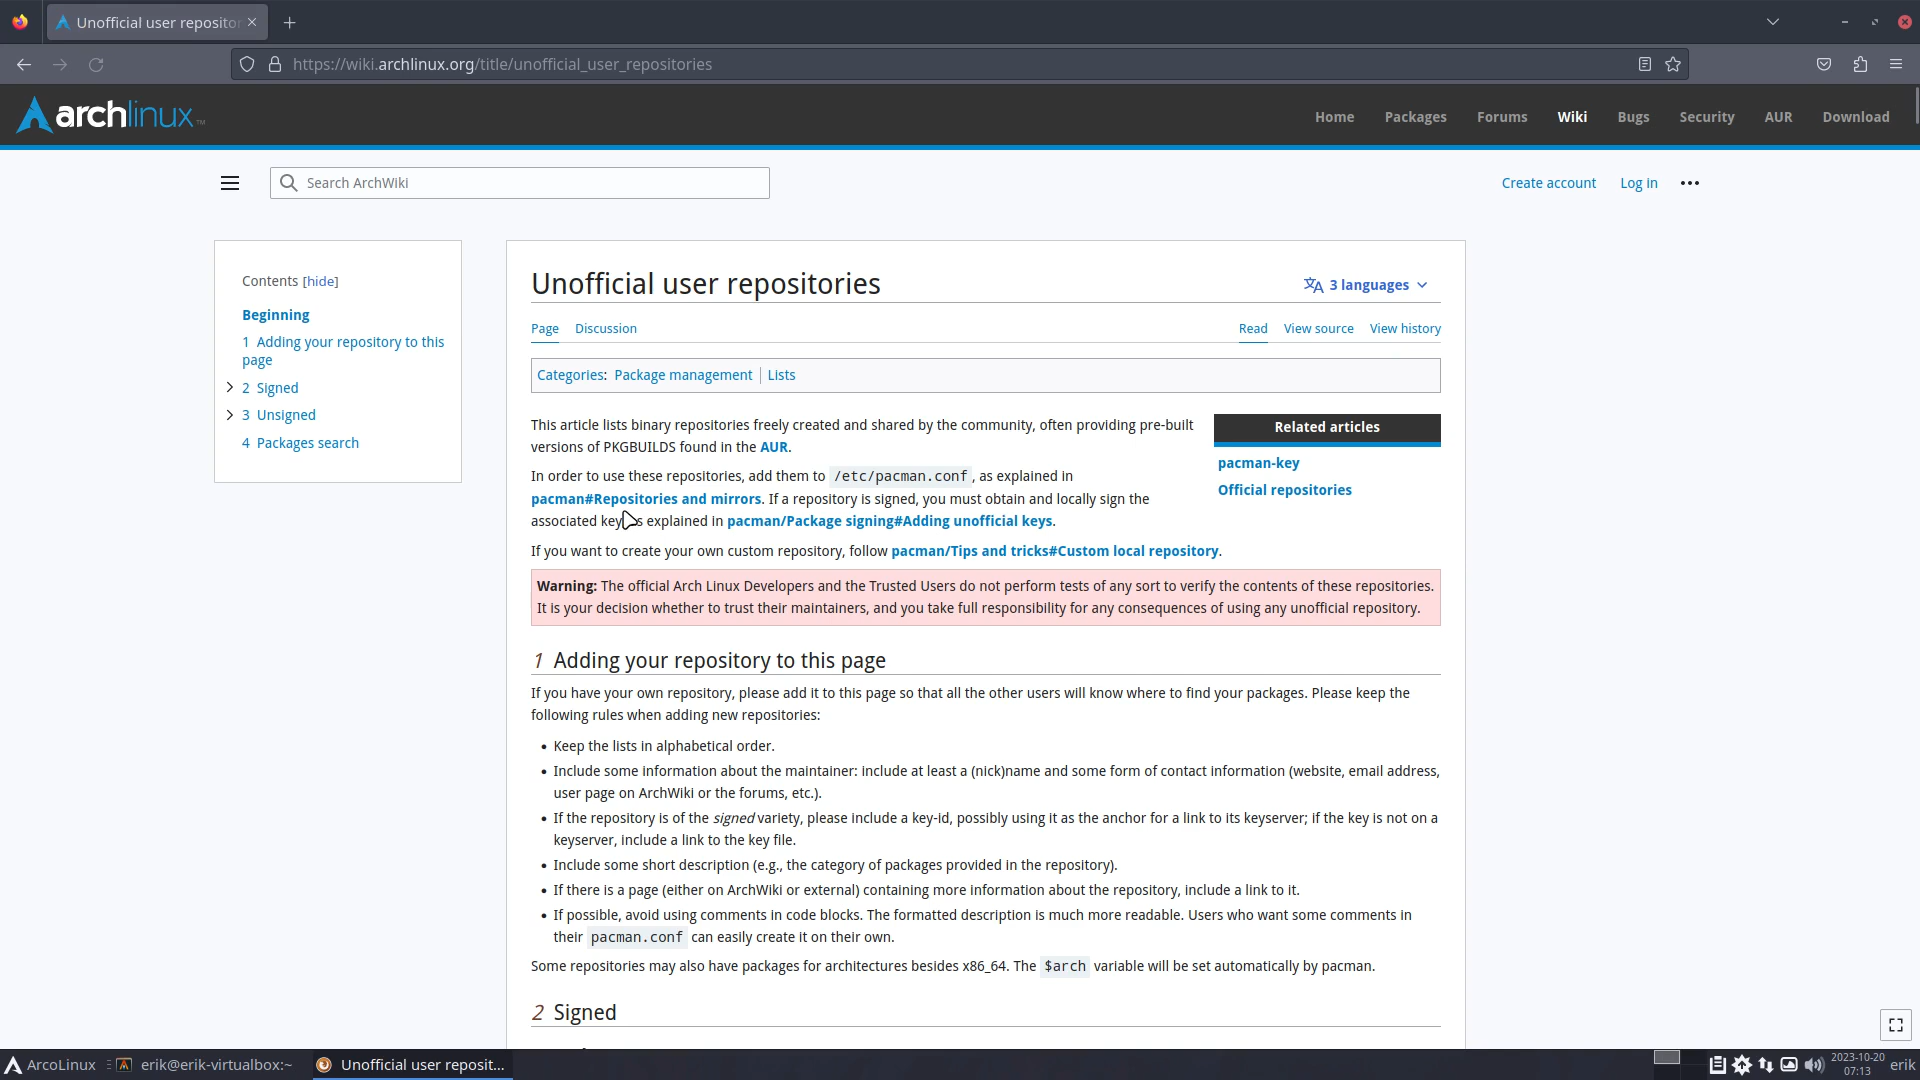 Unofficial user repositor
https://wiki.archlinux.org/title/unofficial_user_repositories
archlinux™
Home Packages Forums Wiki Bugs Security AUR Download
Search ArchWiki
Create account Log in
Contents [hide]
Beginning
1 Adding your repository to this
page
2 Signed
3 Unsigned
4 Packages search
Unofficial user repositories
3 languages
Page Discussion
Read View source View history
Categories: Package management | Lists
This article lists binary repositories freely created and shared by the community, often providing pre-built
versions of PKGBUILDS found in the AUR.
In order to use these repositories, add them to /etc/pacman.conf, as explained in
pacman#Repositories and mirrors. If a repository is signed, you must obtain and locally sign the
associated key s explained in pacman/Package signing#Adding unofficial keys.
If you want to create your own custom repository, follow pacman/Tips and tricks#Custom local repository.
Related articles
pacman-key
Official repositories
Warning: The official Arch Linux Developers and the Trusted Users do not perform tests of any sort to verify the contents of these repositories.
It is your decision whether to trust their maintainers, and you take full responsibility for any consequences of using any unofficial repository.
1 Adding your repository to this page
If you have your own repository, please add it to this page so that all the other users will know where to find your packages. Please keep the
following rules when adding new repositories:
• Keep the lists in alphabetical order.
• Include some information about the maintainer: include at least a (nick)name and some form of contact information (website, email address,
user page on ArchWiki or the forums, etc.).
• If the repository is of the signed variety, please include a key-id, possibly using it as the anchor for a link to its keyserver; if the key is not on a
keyserver, include a link to the key file.
• Include some short description (e.g., the category of packages provided in the repository).
• If there is a page (either on ArchWiki or external) containing more information about the repository, include a link to it.
• If possible, avoid using comments in code blocks. The formatted description is much more readable. Users who want some comments in
their pacman.conf can easily create it on their own.
Some repositories may also have packages for architectures besides x86_64. The $arch variable will be set automatically by pacman.
2 Signed
ArcoLinux
erik@erik-virtualbox:~
Unofficial user reposit...
2023-10-20
07:13
erik